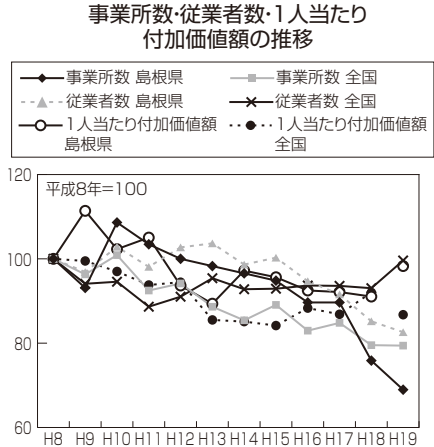 事業所数・従業者数・1人当たり
付加価値額の推移
事業所数 島根県
事業所数 全国
従業者数 島根県
従業者数 全国
1人当たり付加価値額
島根県
1人当たり付加価値額
全国
平成8年=100
120
100
80
60
H8 H9 H10 H11 H12 H13 H14 H15 H16 H17 H18 H19